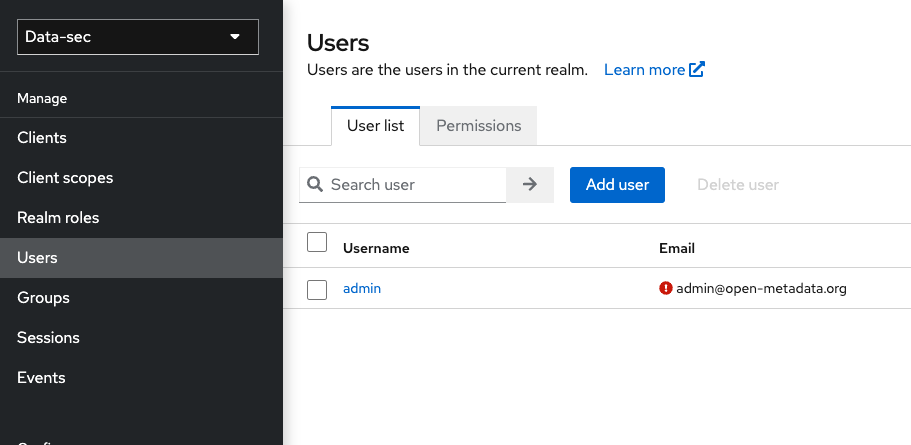 Data-sec
Manage
Clients
Client scopes
Realm roles
Users
Groups
Sessions
Events
Users
Users are the users in the current realm. Learn more
User list Permissions
Search user Add user Delete user
Username Email
admin admin@open-metadata.org